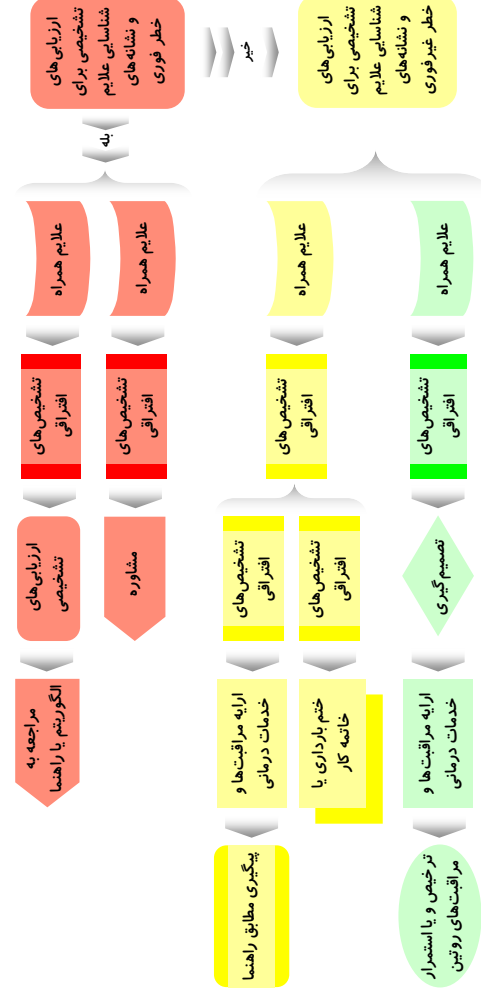 ارزیابی‌های
تشخیصی برای
شناسایی علایم
و نشانه‌های
خطر فوری
خیر
ارزیابی‌های
تشخیصی برای
شناسایی علایم
و نشانه‌های
خطر غیرفوری
بله
علایم همراه
علایم همراه
علایم همراه
علایم همراه
تشخیص‌های
افتراقی
تشخیص‌های
افتراقی
تشخیص‌های
افتراقی
تشخیص‌های
افتراقی
ارزیابی‌های
تشخیصی
مشاوره
تشخیص‌های
افتراقی
تشخیص‌های
افتراقی
تصمیم‌گیری
مراجعه به
الگوریتم یا راهنما
ارایه مراقبت‌ها و
خدمات درمانی
ختم بارداری یا
خاتمه کار
ارایه مراقبت‌ها و
خدمات درمانی
پیگیری مطابق راهنما
ترخیص و یا استمرار
مراقبت‌های روتین